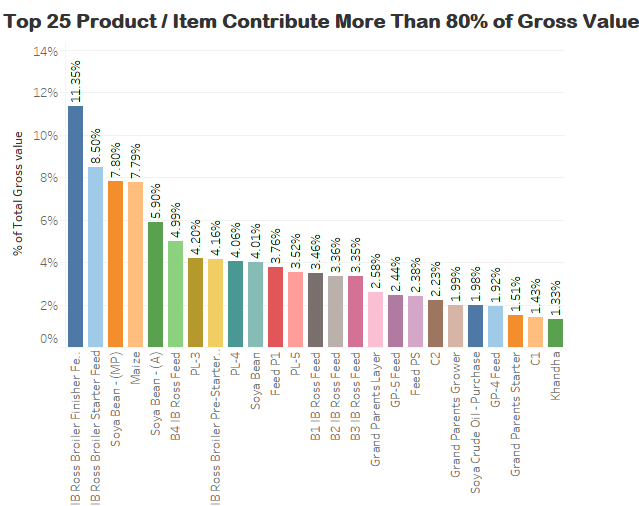 Top 25 Product / Item Contribute More Than 80% of Gross Value
% of Total Gross value
14%
12%
10%
8%
6%
4%
2%
0%
11.35%
8.50%
7.80%
7.79%
5.90%
4.99%
4.20%
4.16%
4.06%
4.01%
3.76%
3.52%
3.46%
3.36%
3.35%
2.58%
2.44%
2.38%
2.23%
1.99%
1.98%
1.92%
1.51%
1.43%
1.33%
IB Ross Broiler Finisher Fe..
IB Ross Broiler Starter Feed
Soya Bean - (MP)
Maize
Soya Bean - (A)
B4 IB Ross Feed
PL-3
IB Ross Broiler Pre-Starter..
PL-4
Soya Bean
Feed P1
PL-5
B1 IB Ross Feed
B2 IB Ross Feed
B3 IB Ross Feed
Grand Parents Layer
GP-5 Feed
Feed PS
C2
Grand Parents Grower
Soya Crude Oil - Purchase
GP-4 Feed
Grand Parents Starter
C1
Khandha